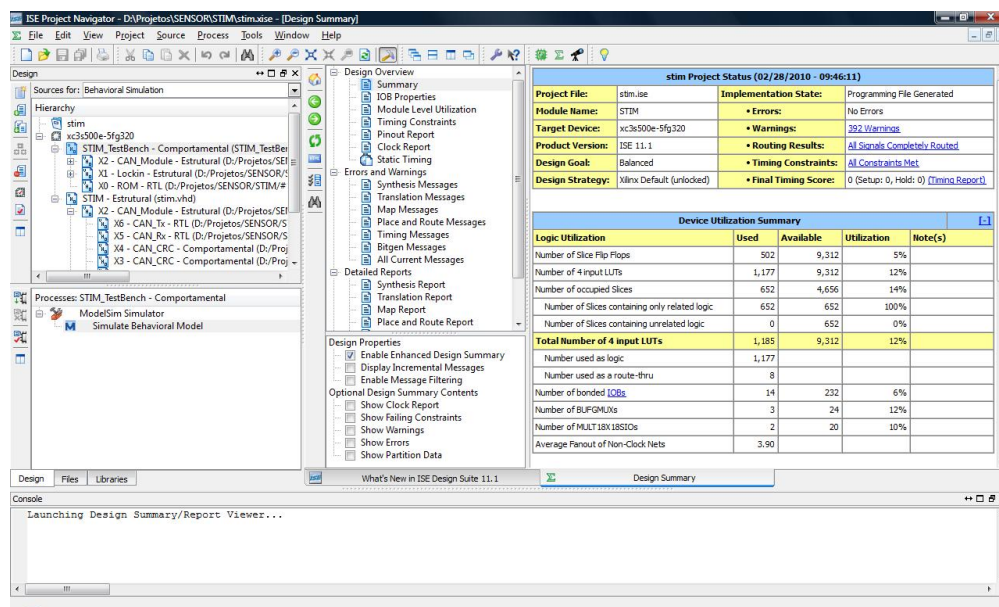 ISE Project Navigator - D:\Projetos\SENSOR\STIM\stim.xise - [Design Summary]
File Edit View Project Source Process Tools Window Help
Design
Sources for: Behavioral Simulation
Hierarchy
stim
xc3s500e-5fg320
STIM_TestBench - Comportamental (STIM_TestBer
X2 - CAN_Module - Estrutural (D:/Projetos/SEI
X1 - Lockin - Estrutural (D:/Projetos/SENSOR/S
X0 - ROM - RTL (D:/Projetos/SENSOR/STIM/#
STIM - Estrutural (stim.vhd)
X2 - CAN_Module - Estrutural (D:/Projetos/SEI
X6 - CAN_Tx - RTL (D:/Projetos/SENSOR/S
X5 - CAN_Rx - RTL (D:/Projetos/SENSOR/S
X4 - CAN_CRC - Comportamental (D:/Proj
X3 - CAN_CRC - Comportamental (D:/Proj
Processes: STIM_TestBench - Comportamental
ModelSim Simulator
Simulate Behavioral Model
Design Files Libraries
Design Overview
Summary
IOB Properties
Module Level Utilization
Timing Constraints
Pinout Report
Clock Report
Static Timing
Errors and Warnings
Synthesis Messages
Translation Messages
Map Messages
Place and Route Messages
Timing Messages
Bitgen Messages
All Current Messages
Detailed Reports
Synthesis Report
Translation Report
Map Report
Place and Route Report
Design Properties
Enable Enhanced Design Summary
Display Incremental Messages
Enable Message Filtering
Optional Design Summary Contents
Show Clock Report
Show Failing Constraints
Show Warnings
Show Errors
Show Partition Data
stim Project Status (02/28/2010 - 09:46:11)
Project File: stim.ise Implementation State: Programming File Generated
Module Name: STIM • Errors: No Errors
Target Device: xc3s500e-5fg320 • Warnings: 392 Warnings
Product Version: ISE 11.1 • Routing Results: All Signals Completely Routed
Design Goal: Balanced • Timing Constraints: All Constraints Met
Design Strategy: Xilinx Default (unlocked) • Final Timing Score: 0 (Setup: 0, Hold: 0) (Timing Report)
Device Utilization Summary [-]
Logic Utilization Used Available Utilization Note(s)
Number of Slice Flip Flops 502 9,312 5%
Number of 4 input LUTs 1,177 9,312 12%
Number of occupied Slices 652 4,656 14%
Number of Slices containing only related logic 652 652 100%
Number of Slices containing unrelated logic 0 652 0%
Total Number of 4 input LUTs 1,185 9,312 12%
Number used as logic 1,177
Number used as a route-thru 8
Number of bonded IOBs 14 232 6%
Number of BUFGMUXs 3 24 12%
Number of MULT18X18SIOs 2 20 10%
Average Fanout of Non-Clock Nets 3.90
What's New in ISE Design Suite 11.1 Design Summary
Console
Launching Design Summary/Report Viewer...